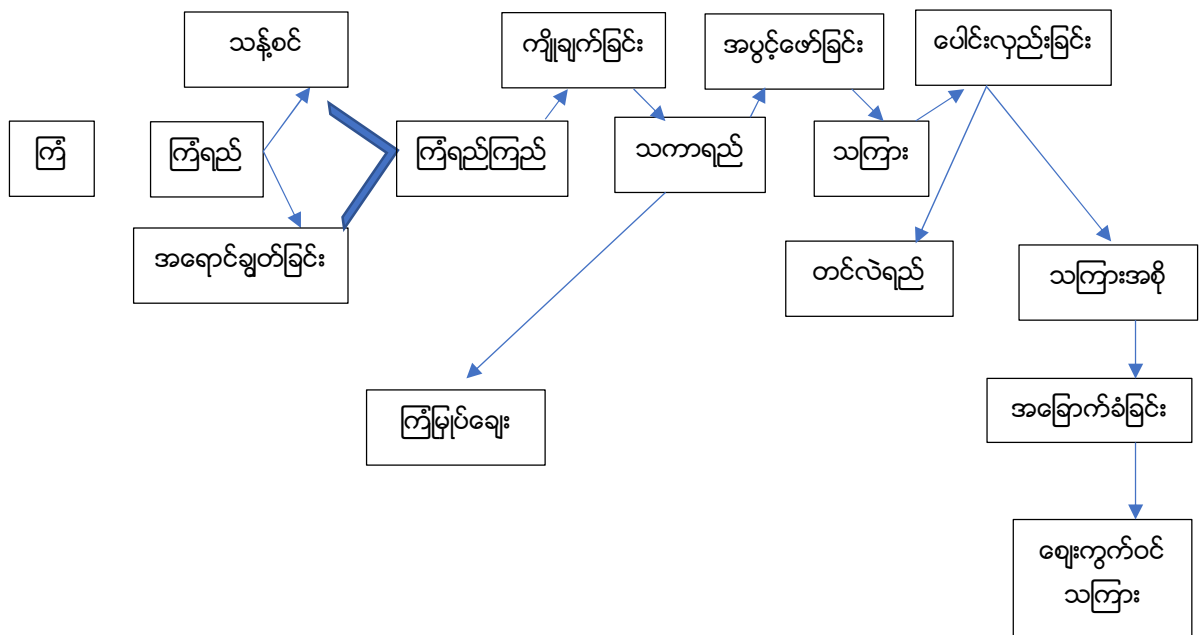 သန့်စင်
ကျိုချက်ခြင်း
အပွင့်ဖော်ခြင်း
ပေါင်းလှည်းခြင်း
ကြံ
ကြံရည်
ကြံရည်ကြည်
သကာရည်
သကြား
အရောင်ချွတ်ခြင်း
တင်လဲရည်
သကြားအစို
ကြံမြှုပ်ချေး
အခြောက်ခံခြင်း
ဈေးကွက်ဝင်
သကြား